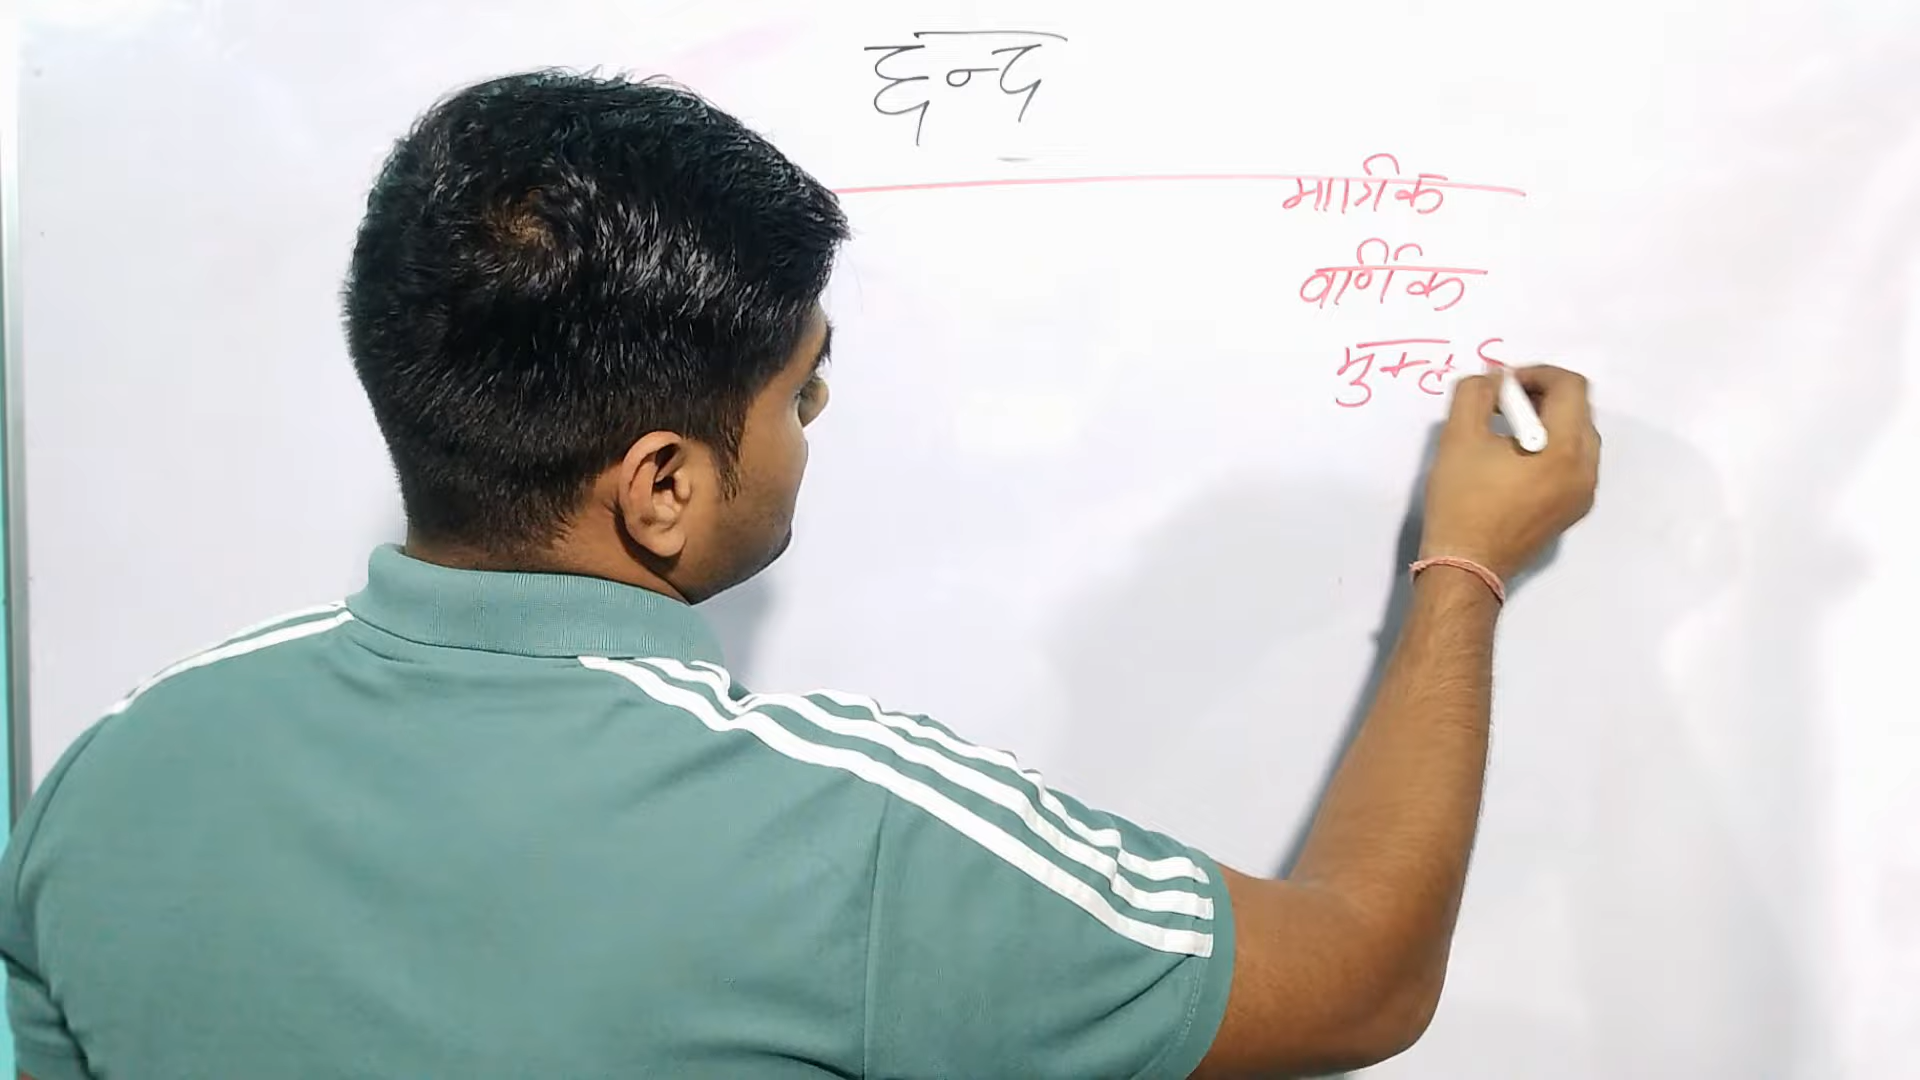 छन्द
मात्रिक
वार्णिक
मुक्त